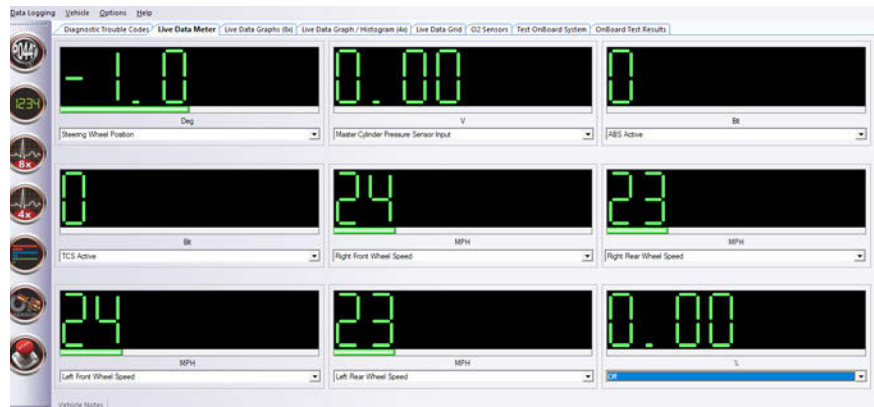 Data Logging Vehicle Options Help
Diagnostic Trouble Codes Live Data Meter Live Data Graphs (8x) Live Data Graph / Histogram (4x) Live Data Grid O2 Sensors Test OnBoard System OnBoard Test Results
-1.0 0.00 0
Deg V Bit
Steering Wheel Position Master Cylinder Pressure Sensor Input ABS Active
1234
8x
0 24 23
4x
Bit MPH MPH
TCS Active Right Front Wheel Speed Right Rear Wheel Speed
24 23 0.00
MPH MPH %
Left Front Wheel Speed Left Rear Wheel Speed Off
Vehicle Notes